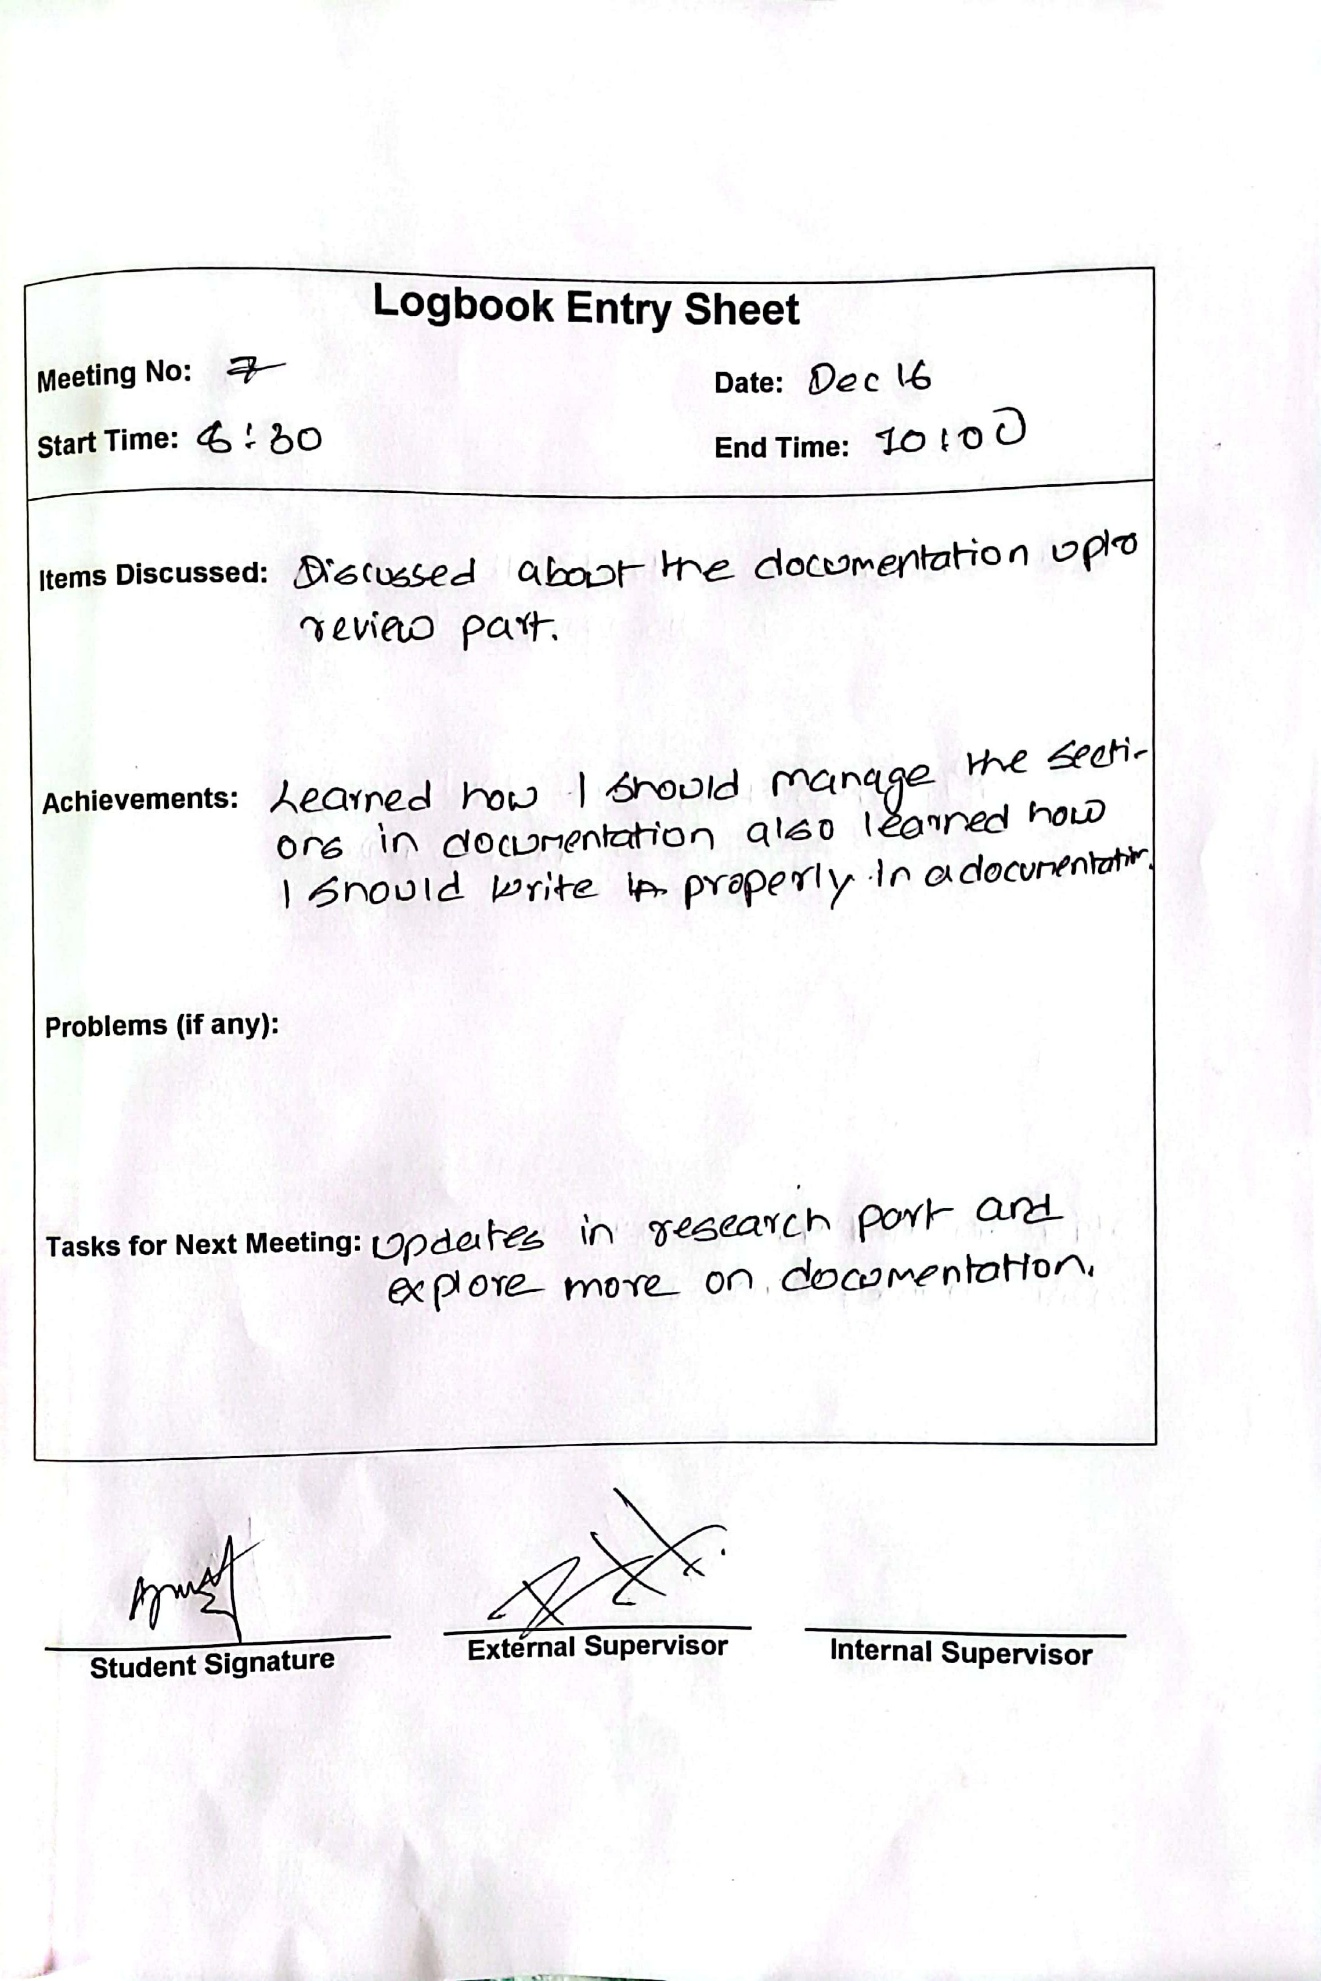 Logbook Entry Sheet
Meeting No: 7
Date: Dec 16
Start Time: 8:30
End Time: 10:00
Items Discussed: Discussed about the documentation upto
review part.
Achievements: Learned how I should manage the secti-
ons in documentation also learned how
I should write properly in a documentation.
Problems (if any):
Tasks for Next Meeting: Updates in research part and
explore more on documentation.
Student Signature
External Supervisor
Internal Supervisor